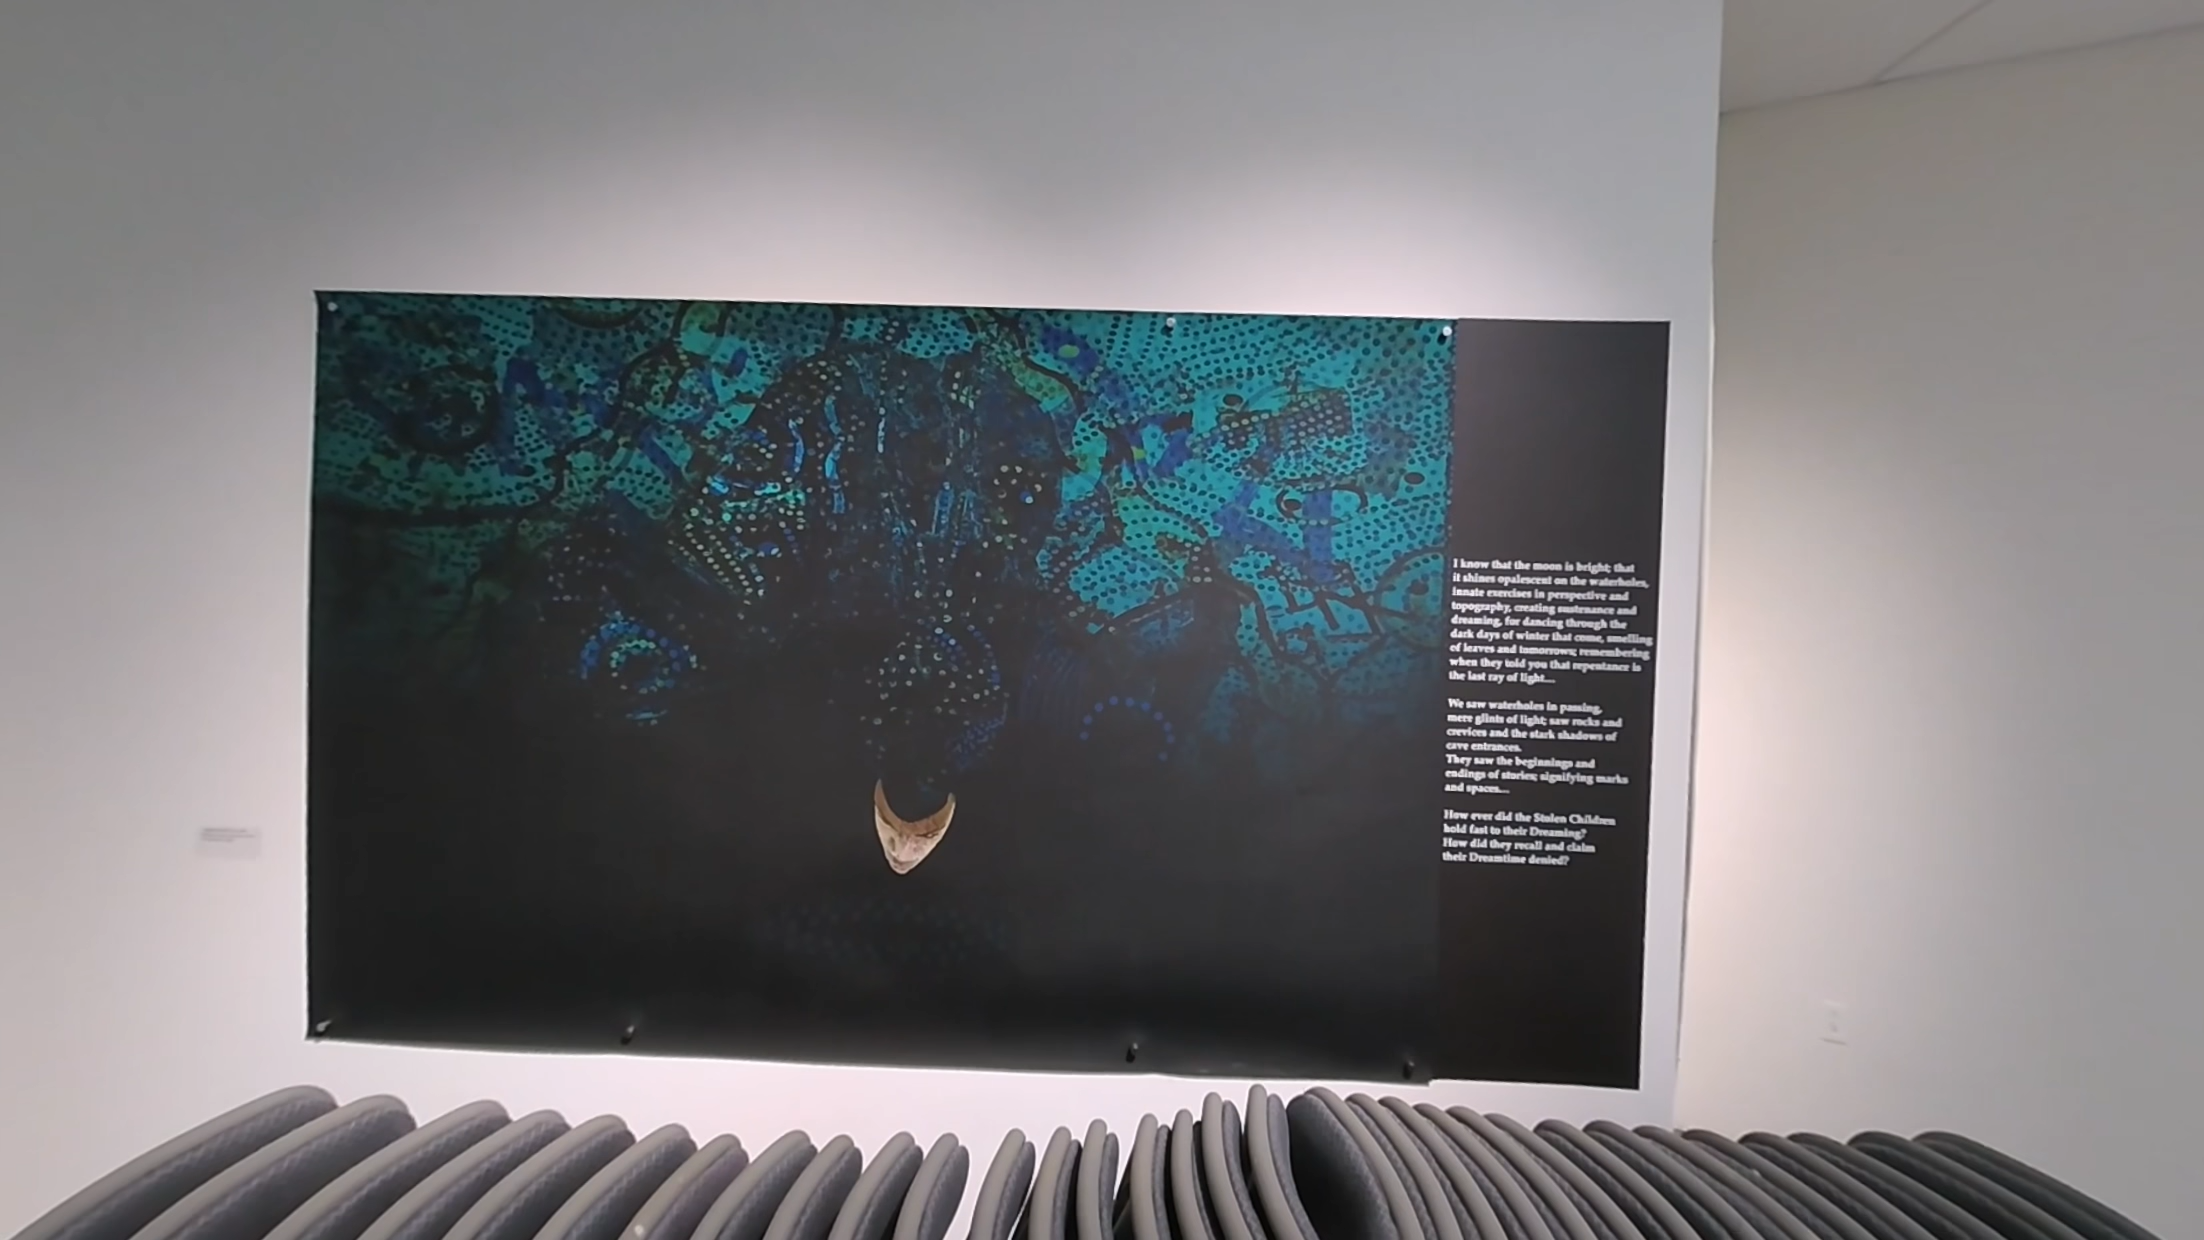 I know that the moon is bright; that
it shines opalescent on the waterholes,
innate exercises in perspective and
topography, creating sustenance and
dreaming, for dancing through the
dark days of winter that come, smelling
of leaves and tomorrows; remembering
when they told you that repentance is
the last ray of light....
We saw waterholes in passing,
mere glints of light; saw rocks and
crevices and the stark shadows of
cave entrances.
They saw the beginnings and
endings of stories; signifying marks
and spaces....
How ever did the Stolen Children
hold fast to their Dreaming?
How did they recall and claim
their Dreamtime denied?